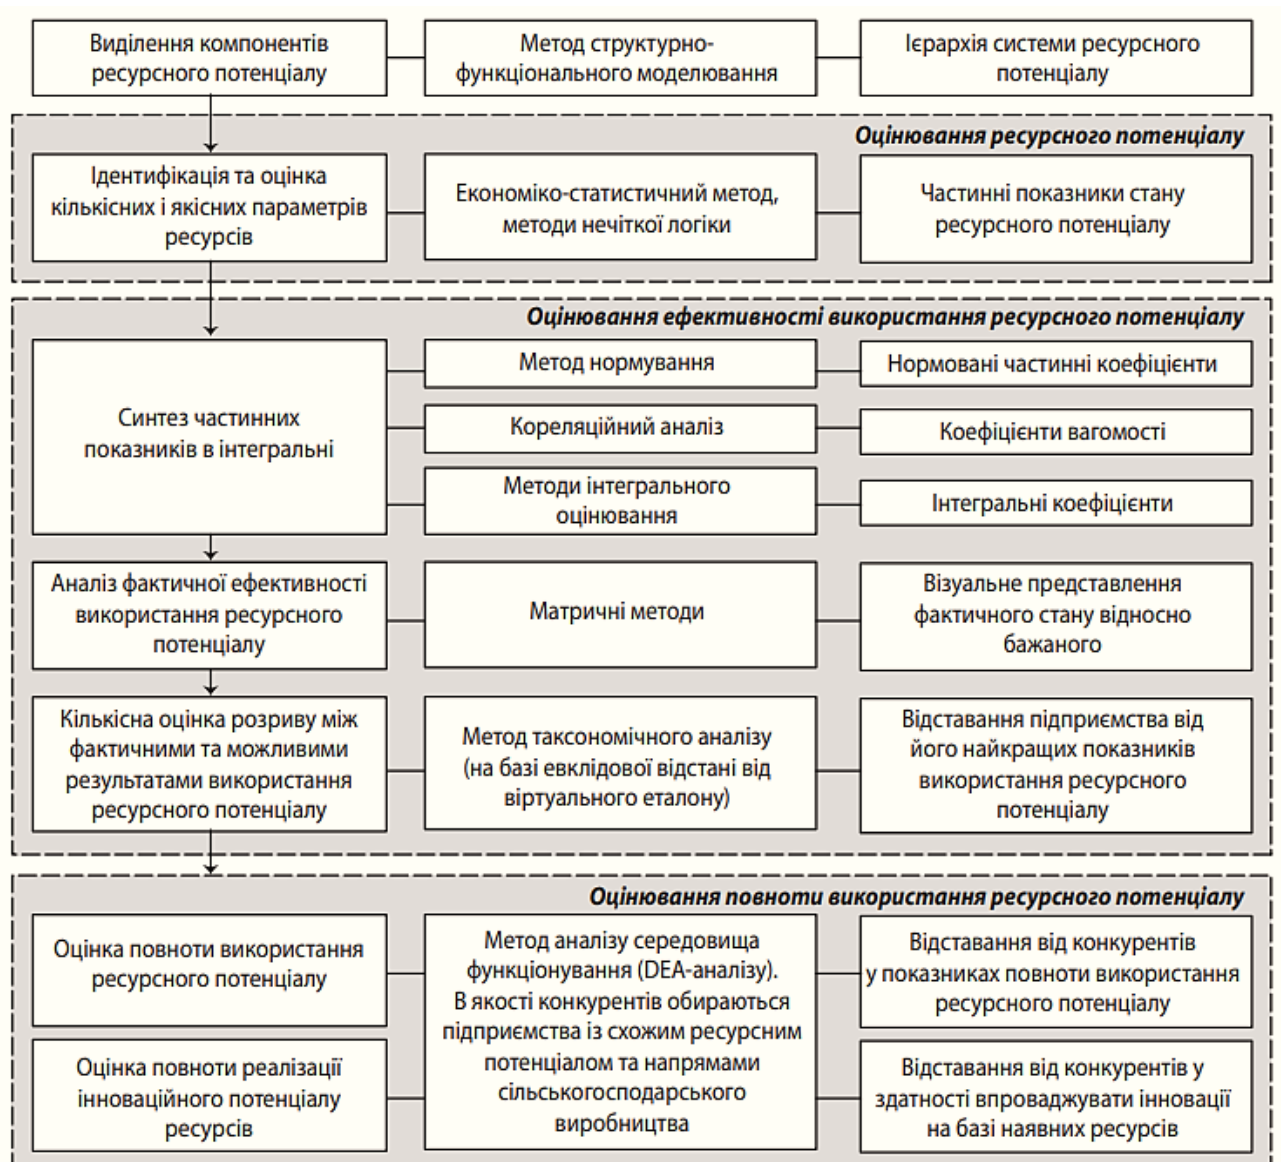 Виділення компонентів
ресурсного потенціалу
Метод структурно-
функціонального моделювання
Ієрархія системи ресурсного
потенціалу
Оцінювання ресурсного потенціалу
Ідентифікація та оцінка
кількісних і якісних параметрів
ресурсів
Економіко-статистичний метод,
методи нечіткої логіки
Частинні показники стану
ресурсного потенціалу
Оцінювання ефективності використання ресурсного потенціалу
Синтез частинних
показників в інтегральні
Метод нормування
Нормовані частинні коефіцієнти
Кореляційний аналіз
Коефіцієнти вагомості
Методи інтегрального
оцінювання
Інтегральні коефіцієнти
Аналіз фактичної ефективності
використання ресурсного
потенціалу
Матричні методи
Візуальне представлення
фактичного стану відносно
бажаного
Кількісна оцінка розриву між
фактичними та можливими
результатами використання
ресурсного потенціалу
Метод таксономічного аналізу
(на базі евклідової відстані від
віртуального еталону)
Відставання підприємства від
його найкращих показників
використання ресурсного
потенціалу
Оцінювання повноти використання ресурсного потенціалу
Оцінка повноти використання
ресурсного потенціалу
Метод аналізу середовища
функціонування (DEA-аналізу).
В якості конкурентів обираються
підприємства із схожим ресурсним
потенціалом та напрямами
сільськогосподарського
виробництва
Відставання від конкурентів
у показниках повноти використання
ресурсного потенціалу
Оцінка повноти реалізації
інноваційного потенціалу
ресурсів
Відставання від конкурентів у
здатності впроваджувати інновації
на базі наявних ресурсів